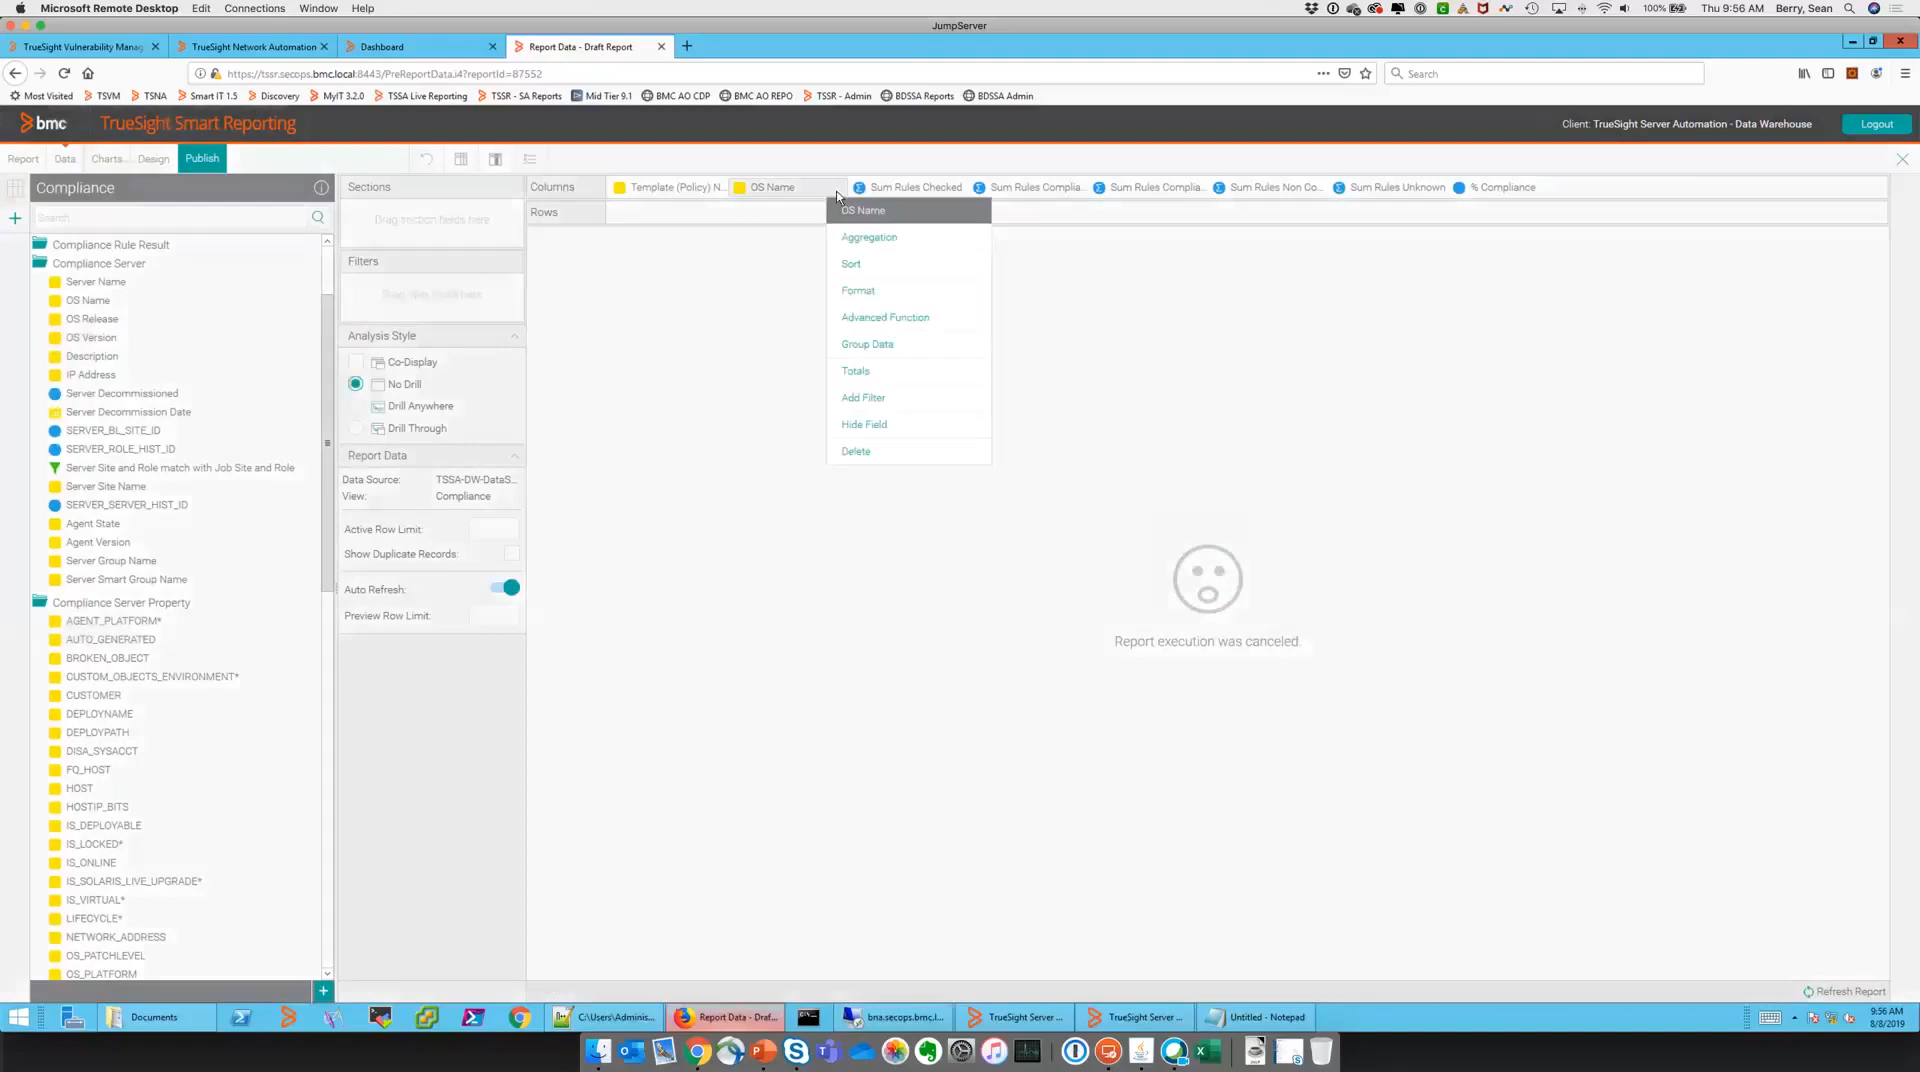 Microsoft Remote Desktop Edit Connections Window Help
100% Thu 9:56 AM Berry, Sean
JumpServer
TrueSight Vulnerability Manag
TrueSight Network Automation
Dashboard
Report Data - Draft Report
https://tssr.secops.bmc.local:8443/PreReportData.i4?reportId=87552
Search
Most Visited TSVM TSNA Smart IT 1.5 Discovery MyIT 3.2.0 TSSA Live Reporting TSSR - SA Reports Mid Tier 9.1 BMC AO CDP BMC AO REPO TSSR - Admin BDSSA Reports BDSSA Admin
bmc TrueSight Smart Reporting
Client: TrueSight Server Automation - Data Warehouse
Logout
Report Data Charts Design Publish
Compliance
Search
Compliance Rule Result
Compliance Server
Server Name
OS Name
OS Release
OS Version
Description
IP Address
Server Decommissioned
Server Decommission Date
SERVER_BL_SITE_ID
SERVER_ROLE_HIST_ID
Server Site and Role match with Job Site and Role
Server Site Name
SERVER_SERVER_HIST_ID
Agent State
Agent Version
Server Group Name
Server Smart Group Name
Compliance Server Property
AGENT_PLATFORM*
AUTO_GENERATED
BROKEN_OBJECT
CUSTOM_OBJECTS_ENVIRONMENT*
CUSTOMER
DEPLOYNAME
DEPLOYPATH
DISA_SYSACCT
FQ_HOST
HOST
HOSTIP_BITS
IS_DEPLOYABLE
IS_LOCKED*
IS_ONLINE
IS_SOLARIS_LIVE_UPGRADE*
IS_VIRTUAL*
LIFECYCLE*
NETWORK_ADDRESS
OS_PATCHLEVEL
OS_PLATFORM
Sections
Drag section fields here
Filters
Drag filter fields here
Analysis Style
Co-Display
No Drill
Drill Anywhere
Drill Through
Report Data
Data Source: TSSA-DW-DataS...
View: Compliance
Active Row Limit:
Show Duplicate Records:
Auto Refresh:
Preview Row Limit:
Columns
Template (Policy) N... OS Name Sum Rules Checked Sum Rules Complia... Sum Rules Complia... Sum Rules Non Co... Sum Rules Unknown % Compliance
Rows
OS Name
Aggregation
Sort
Format
Advanced Function
Group Data
Totals
Add Filter
Hide Field
Delete
Report execution was canceled.
Refresh Report
Documents
C:\Users\Adminis...
Report Data - Draf...
bna.secops.bmc.l...
TrueSight Server ...
TrueSight Server ...
Untitled - Notepad
9:56 AM
8/8/2019